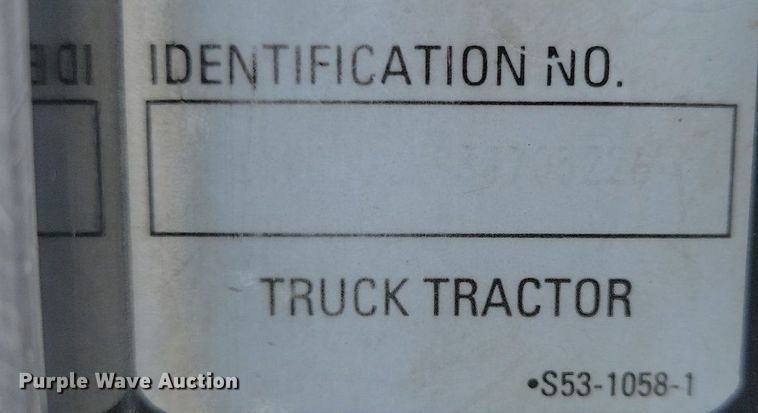 IDENTIFICATION NO.
TRUCK TRACTOR
•S53-1058-1
Purple Wave Auction